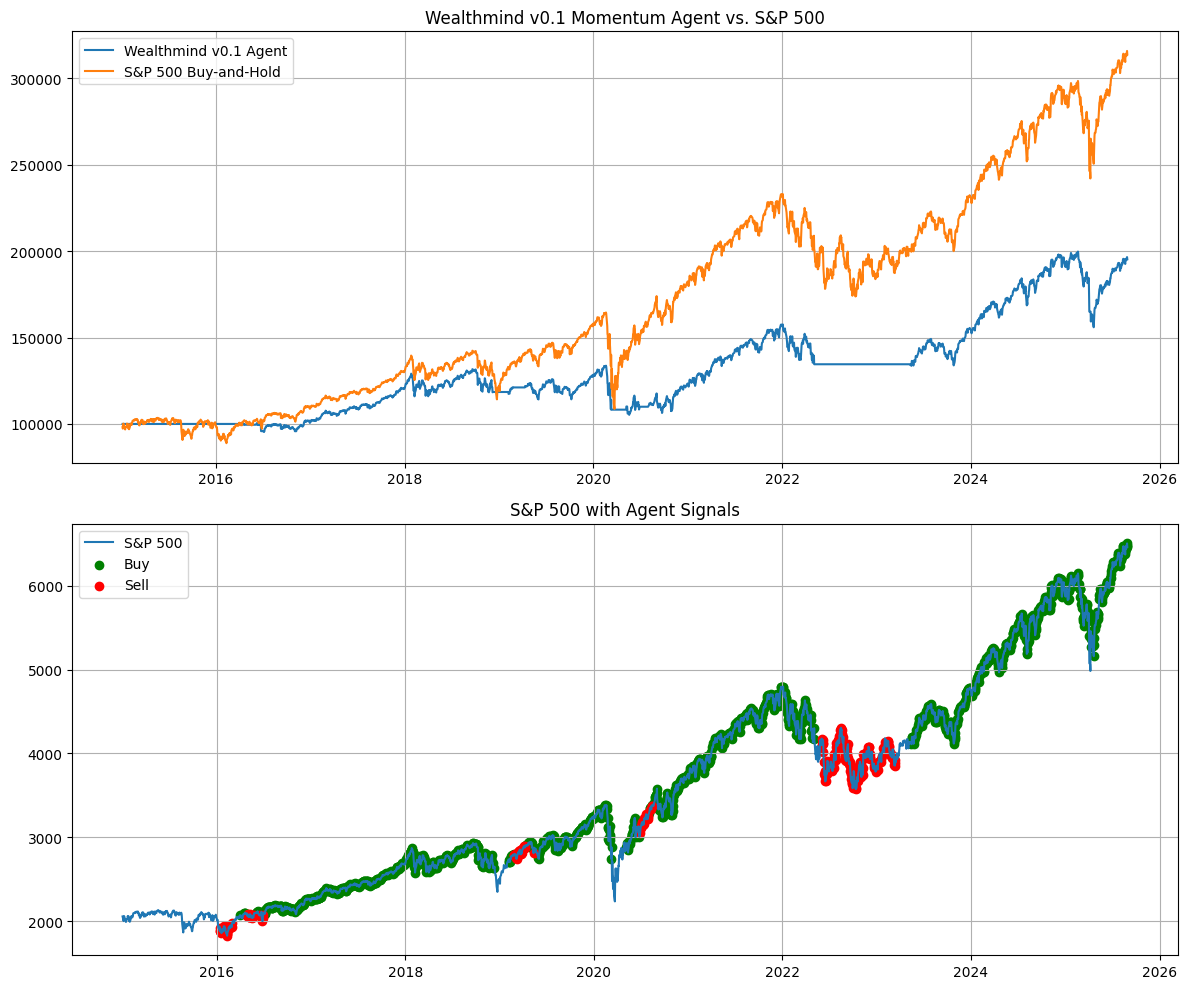 Wealthmind v0.1 Momentum Agent vs. S&P 500
Wealthmind v0.1 Agent
S&P 500 Buy-and-Hold
300000
250000
200000
150000
100000
2016 2018 2020 2022 2024 2026
S&P 500 with Agent Signals
S&P 500
Buy
Sell
6000
5000
4000
3000
2000
2016 2018 2020 2022 2024 2026